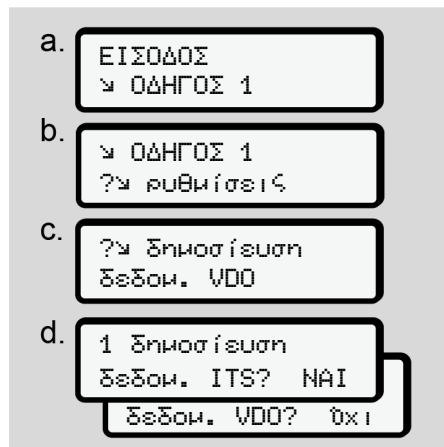 a.
ΕΙΣΟΔΟΣ
↘ ΟΔΗΓΟΣ 1
b.
↘ ΟΔΗΓΟΣ 1
?↘ ρυθμίσεις
c.
?↘ δημοσίευση
δεδομ. VDO
d.
1 δημοσίευση
δεδομ. ITS? ΝΑΙ
δεδομ. VDO? Όχι